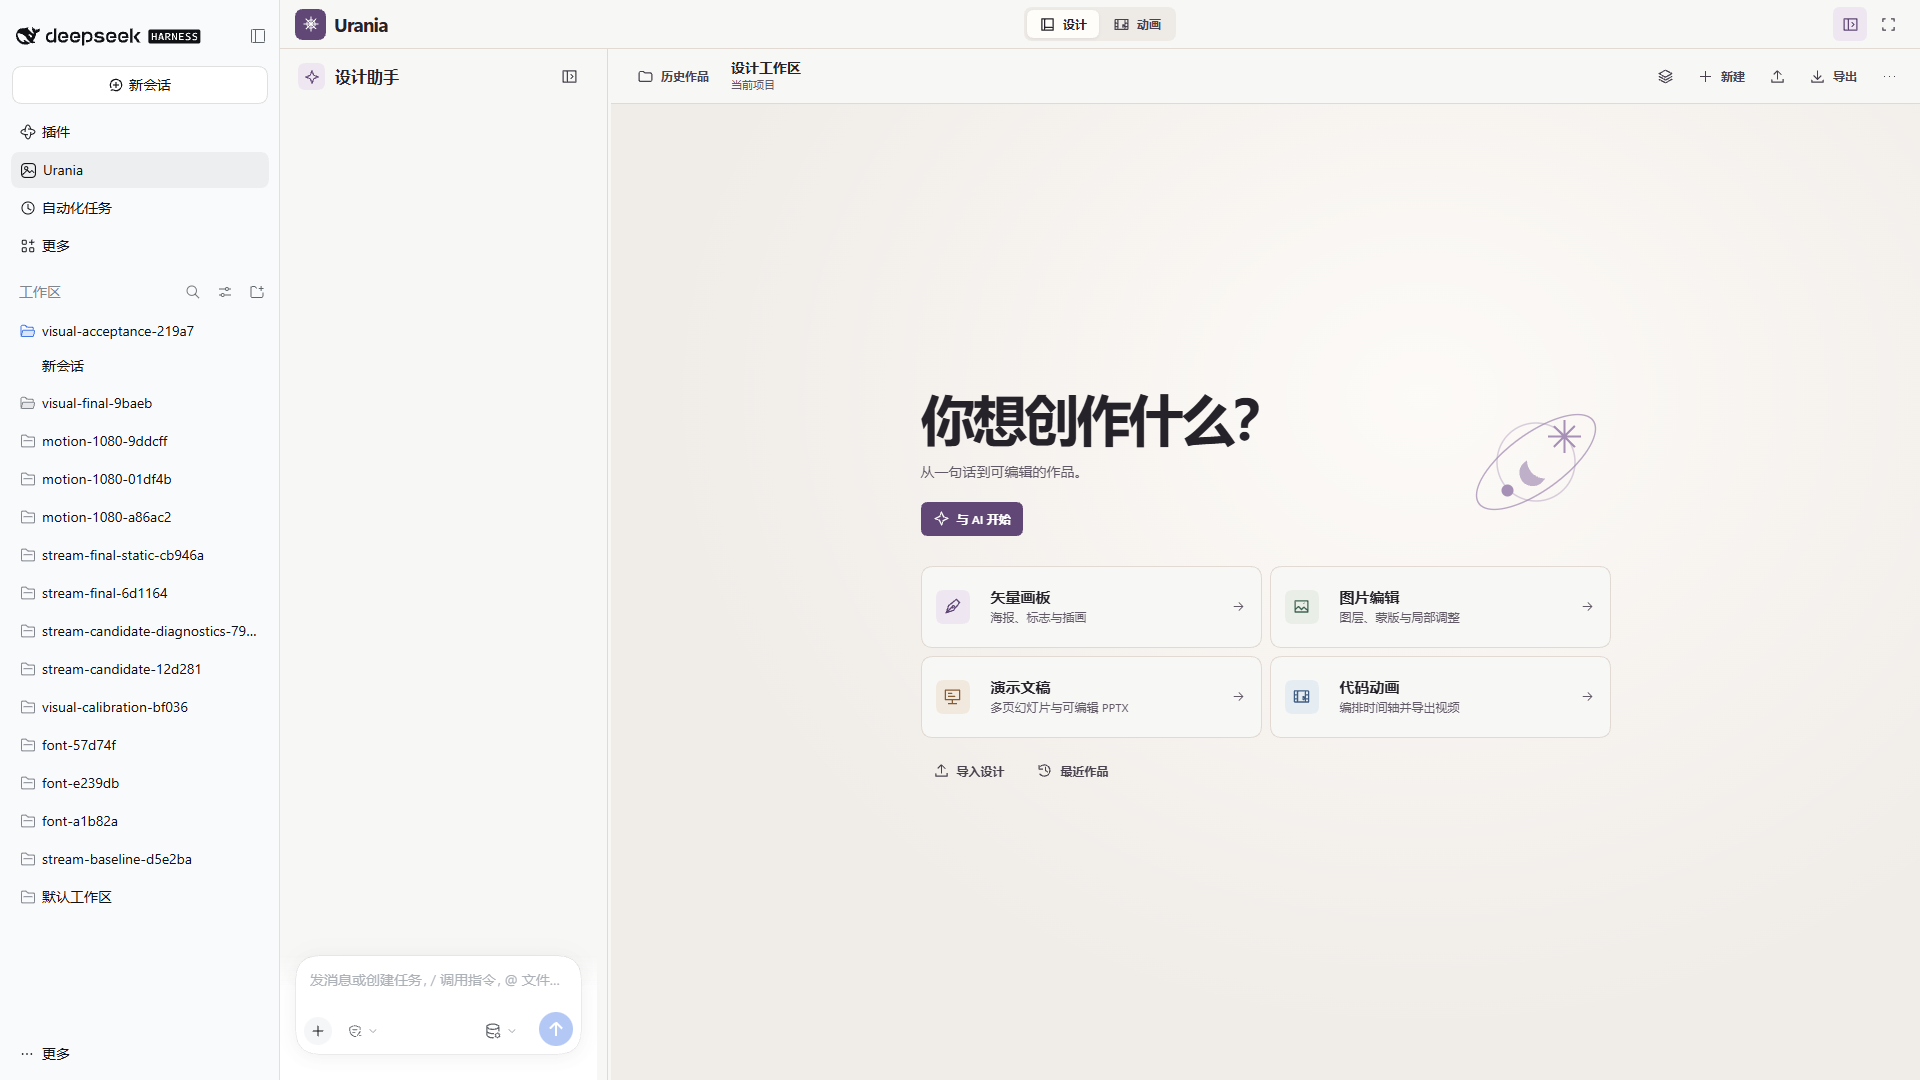 deepseek HARNESS
新会话
插件
Urania
自动化任务
更多
工作区
visual-acceptance-219a7
新会话
visual-final-9baeb
motion-1080-9ddcff
motion-1080-01df4b
motion-1080-a86ac2
stream-final-static-cb946a
stream-final-6d1164
stream-candidate-diagnostics-79...
stream-candidate-12d281
visual-calibration-bf036
font-57d74f
font-e239db
font-a1b82a
stream-baseline-d5e2ba
默认工作区
更多
Urania
设计
动画
设计助手
发消息或创建任务, / 调用指令, @ 文件...
历史作品
设计工作区
当前项目
新建
导出
你想创作什么?
从一句话到可编辑的作品。
与 AI 开始
矢量画板
海报、标志与插画
图片编辑
图层、蒙版与局部调整
演示文稿
多页幻灯片与可编辑 PPTX
代码动画
编排时间轴并导出视频
导入设计
最近作品